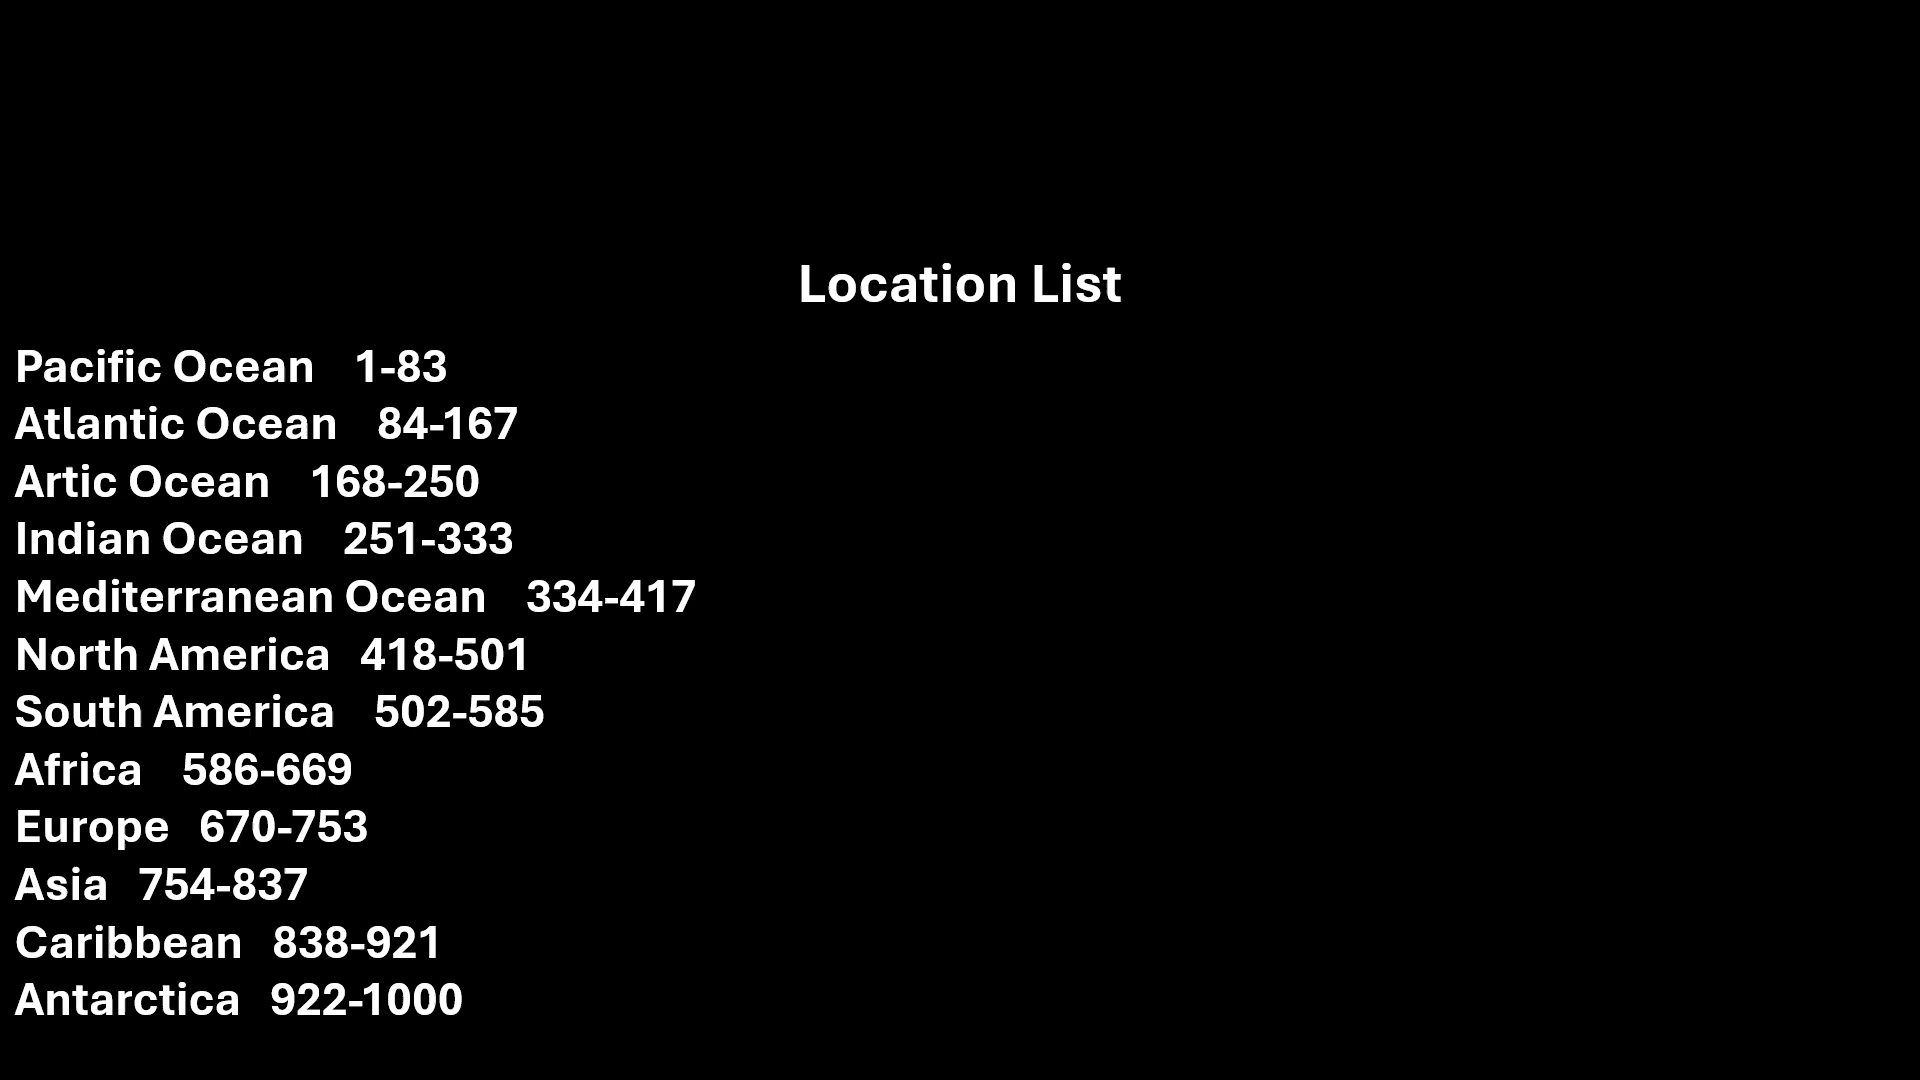 Location List
Pacific Ocean 1-83
Atlantic Ocean 84-167
Artic Ocean 168-250
Indian Ocean 251-333
Mediterranean Ocean 334-417
North America 418-501
South America 502-585
Africa 586-669
Europe 670-753
Asia 754-837
Caribbean 838-921
Antarctica 922-1000